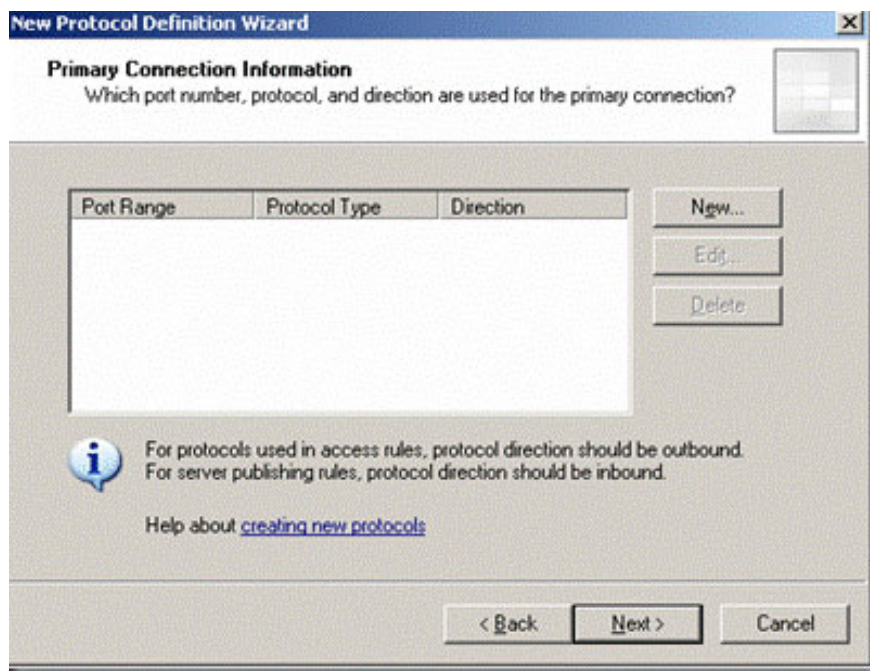 New Protocol Definition Wizard
Primary Connection Information
Which port number, protocol, and direction are used for the primary connection?
Port Range Protocol Type Direction
New...
Edit...
Delete
For protocols used in access rules, protocol direction should be outbound.
For server publishing rules, protocol direction should be inbound.
Help about creating new protocols
< Back Next > Cancel